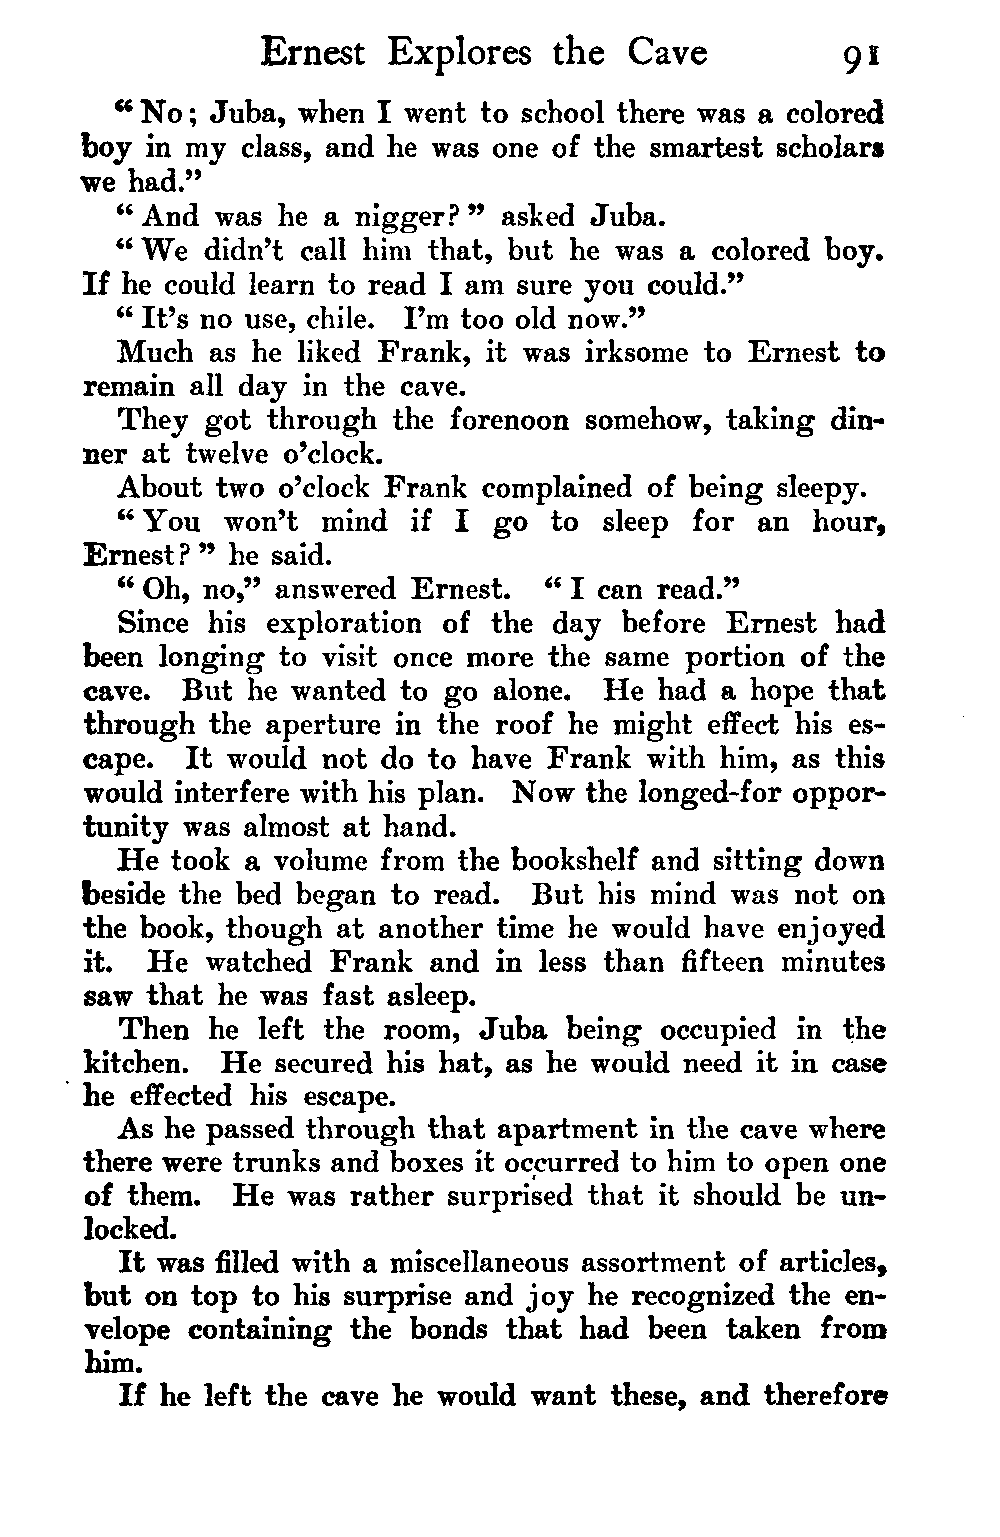 Ernest Explores the Cave 91
“ No ; Juba, when I went to school there was a colored
boy in my class, and he was one of the smartest scholars
we had.”
“ And was he a nigger? ” asked Juba.
“ We didn’t call him that, but he was a colored boy.
If he could learn to read I am sure you could.”
“ It’s no use, chile. I’m too old now.”
Much as he liked Frank, it was irksome to Ernest to
remain all day in the cave.
They got through the forenoon somehow, taking din-
ner at twelve o’clock.
About two o’clock Frank complained of being sleepy.
“ You won’t mind if I go to sleep for an hour,
Ernest? ” he said.
“ Oh, no,” answered Ernest. “ I can read.”
Since his exploration of the day before Ernest had
been longing to visit once more the same portion of the
cave. But he wanted to go alone. He had a hope that
through the aperture in the roof he might effect his es-
cape. It would not do to have Frank with him, as this
would interfere with his plan. Now the longed-for oppor-
tunity was almost at hand.
He took a volume from the bookshelf and sitting down
beside the bed began to read. But his mind was not on
the book, though at another time he would have enjoyed
it. He watched Frank and in less than fifteen minutes
saw that he was fast asleep.
Then he left the room, Juba being occupied in the
kitchen. He secured his hat, as he would need it in case
he effected his escape.
As he passed through that apartment in the cave where
there were trunks and boxes it occurred to him to open one
of them. He was rather surprised that it should be un-
locked.
It was filled with a miscellaneous assortment of articles,
but on top to his surprise and joy he recognized the en-
velope containing the bonds that had been taken from
him.
If he left the cave he would want these, and therefore